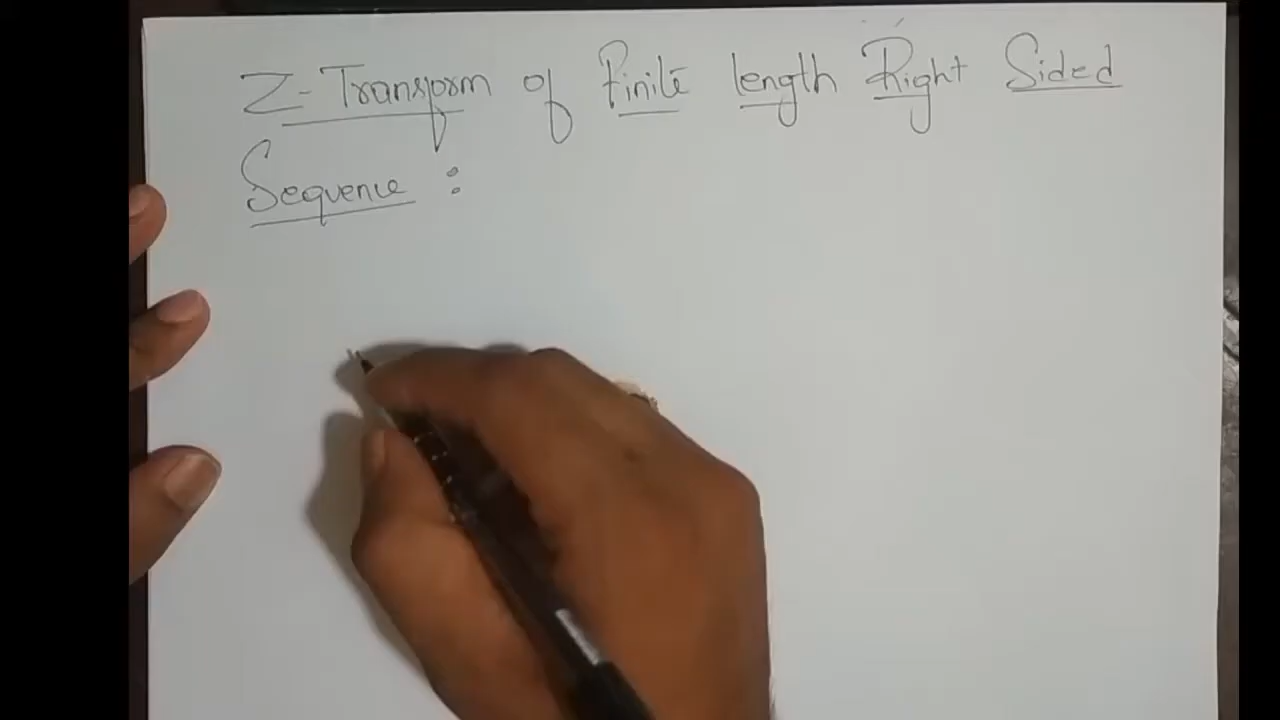 Z-Transform of Finite length Right Sided
Sequence :